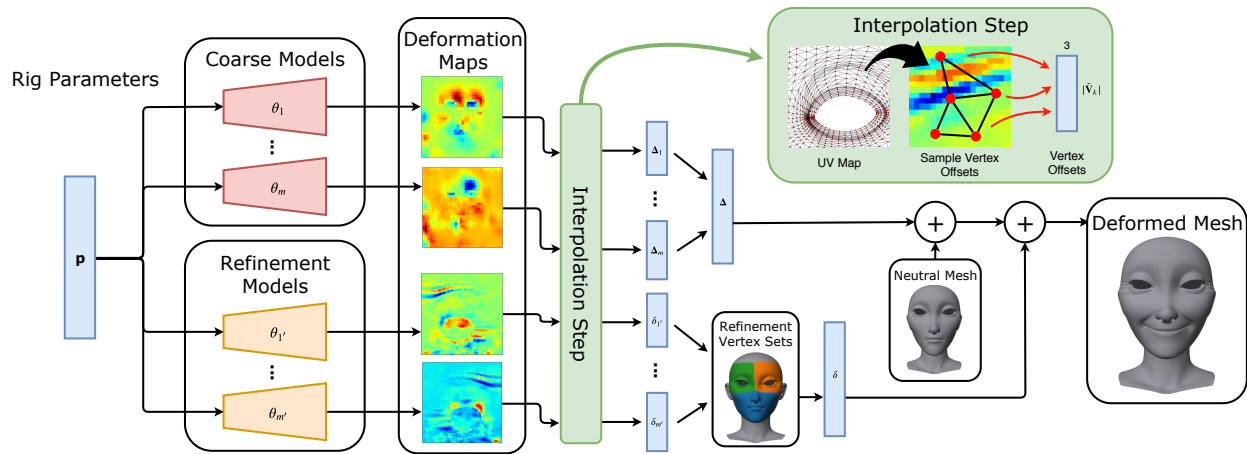 Rig Parameters
p
Coarse Models
θ₁
⋮
θₘ
Refinement
Models
θ₁′
⋮
θₘ′
Deformation
Maps
Interpolation Step
Δ₁
⋮
Δₘ
δ₁′
⋮
δₘ′
Δ
Refinement
Vertex Sets
δ
Interpolation Step
UV Map
Sample Vertex
Offsets
3
|Ṽₖ|
Vertex
Offsets
+
+
Neutral Mesh
Deformed Mesh